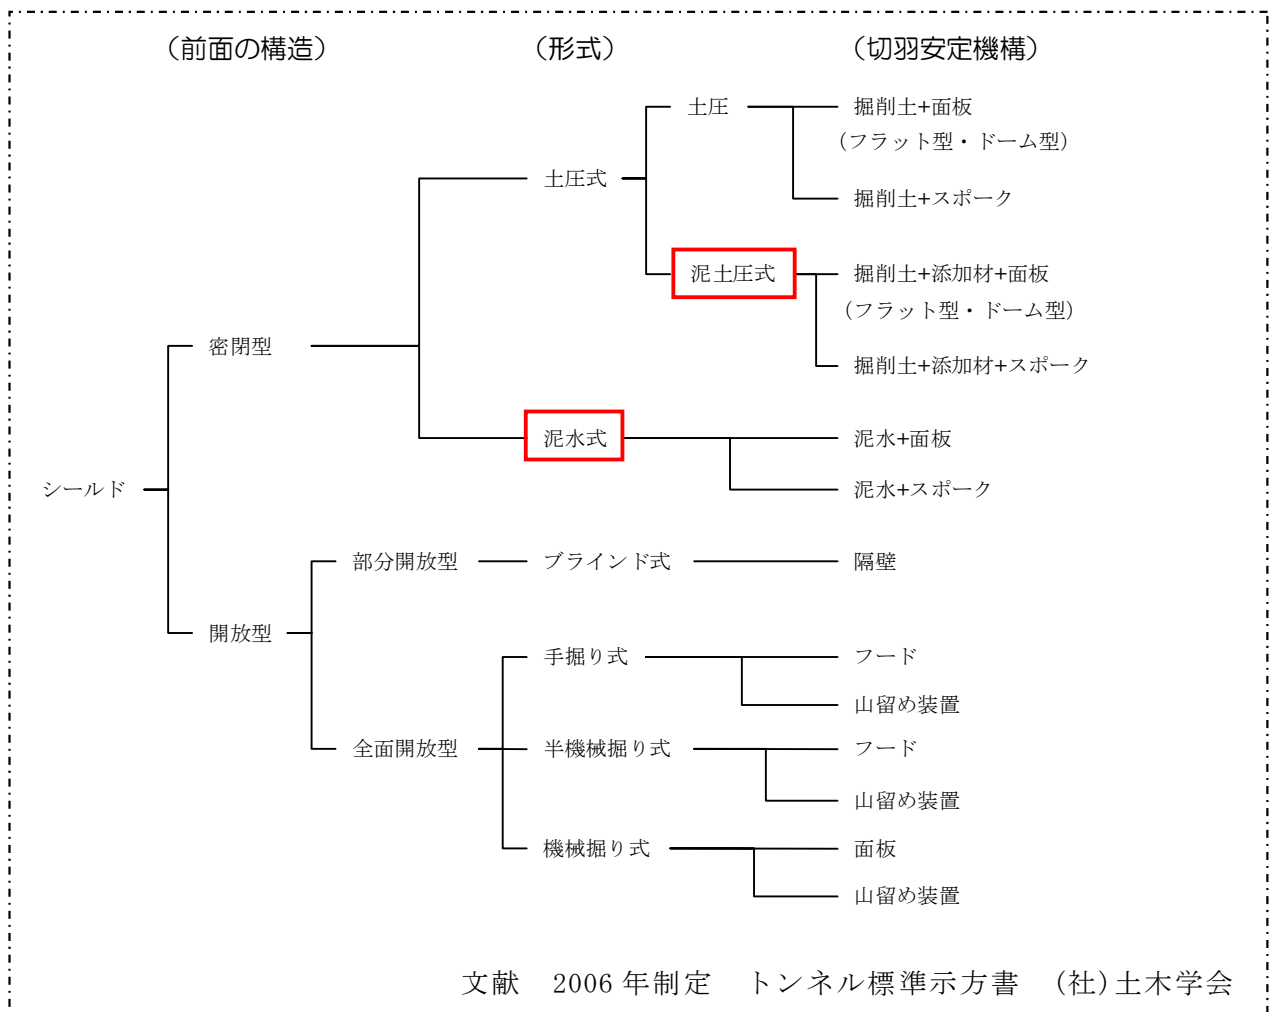 （前面の構造）　（形式）　（切羽安定機構）
土圧　掘削土+面板
（フラット型・ドーム型）
土圧式
掘削土+スポーク
泥土圧式　掘削土+添加材+面板
（フラット型・ドーム型）
密閉型
掘削土+添加材+スポーク
泥水式　泥水+面板
シールド　泥水+スポーク
部分開放型　ブラインド式　隔壁
開放型
手掘り式　フード
山留め装置
全面開放型　半機械掘り式　フード
山留め装置
機械掘り式　面板
山留め装置
文献　2006 年制定　トンネル標準示方書　(社)土木学会